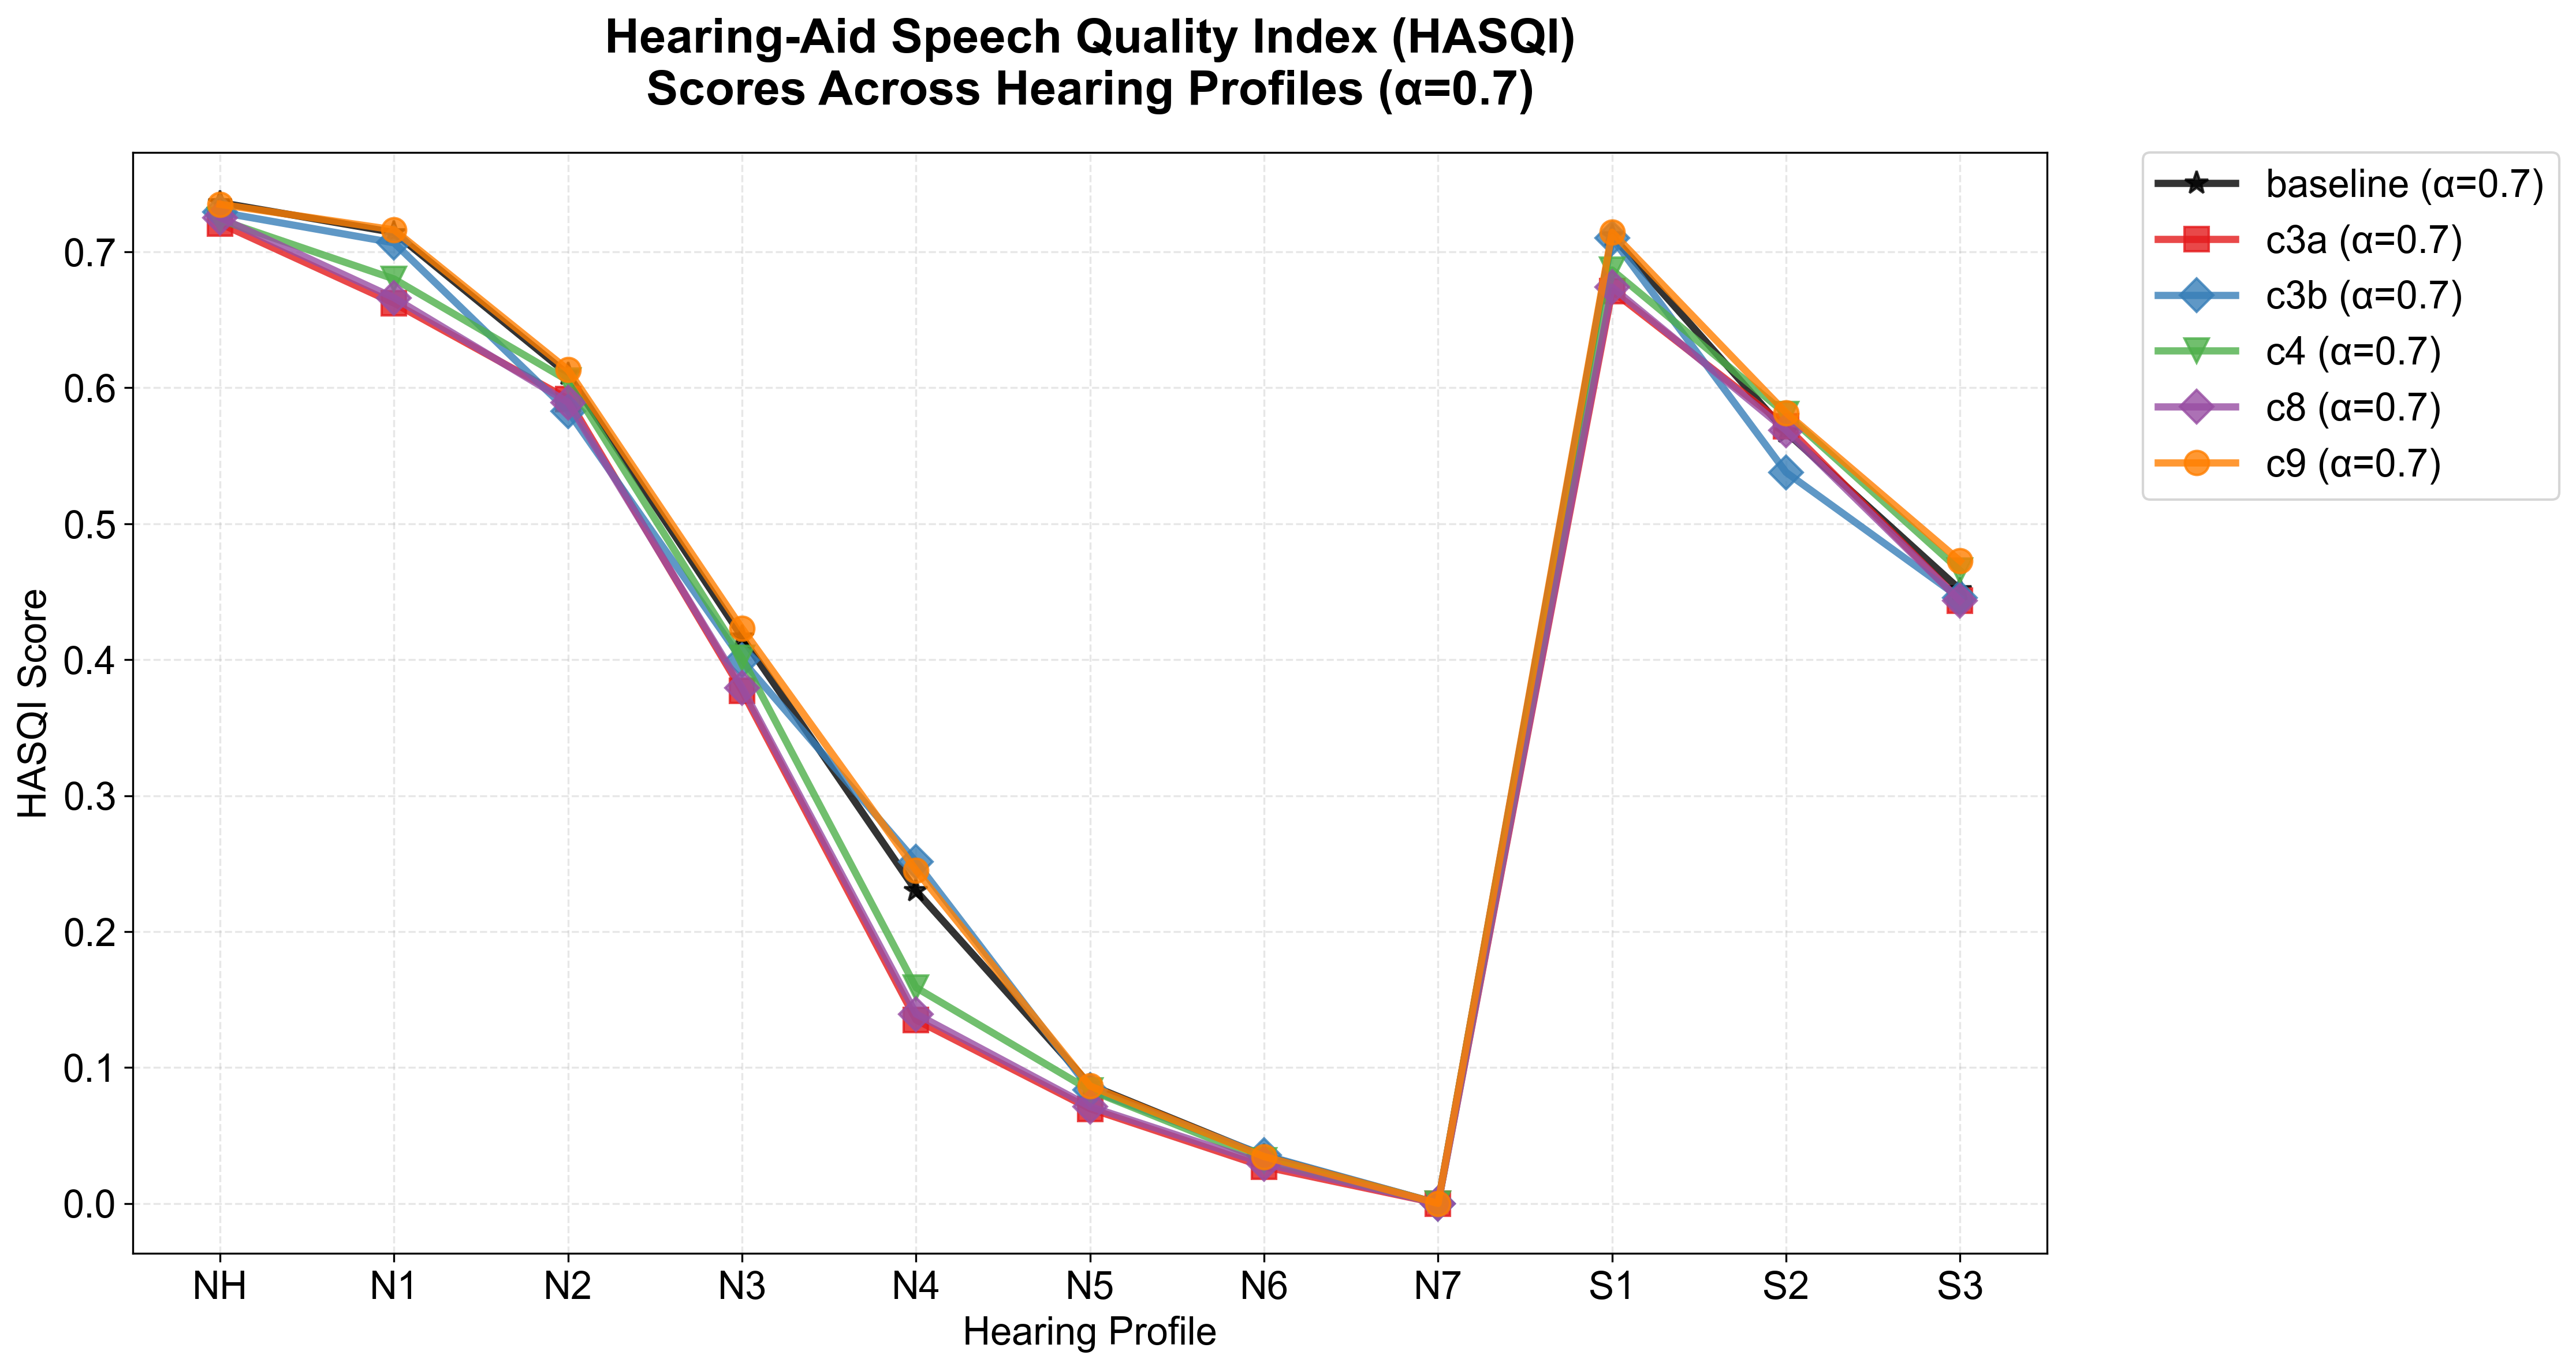 Hearing-Aid Speech Quality Index (HASQI)
Scores Across Hearing Profiles (α=0.7)
baseline (α=0.7)
c3a (α=0.7)
c3b (α=0.7)
c4 (α=0.7)
c8 (α=0.7)
c9 (α=0.7)
HASQI Score
0.7
0.6
0.5
0.4
0.3
0.2
0.1
0.0
NH N1 N2 N3 N4 N5 N6 N7 S1 S2 S3
Hearing Profile